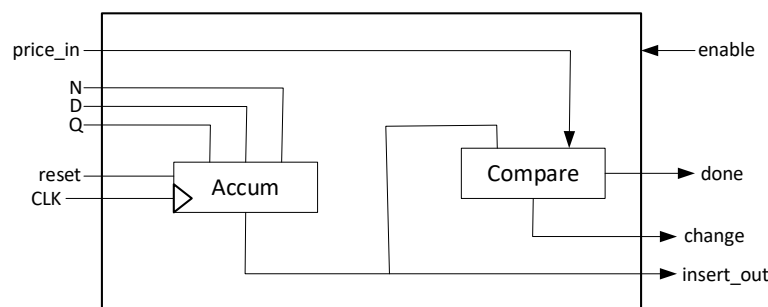 price_in
enable
N
D
Q
reset
CLK
Accum
Compare
done
change
insert_out